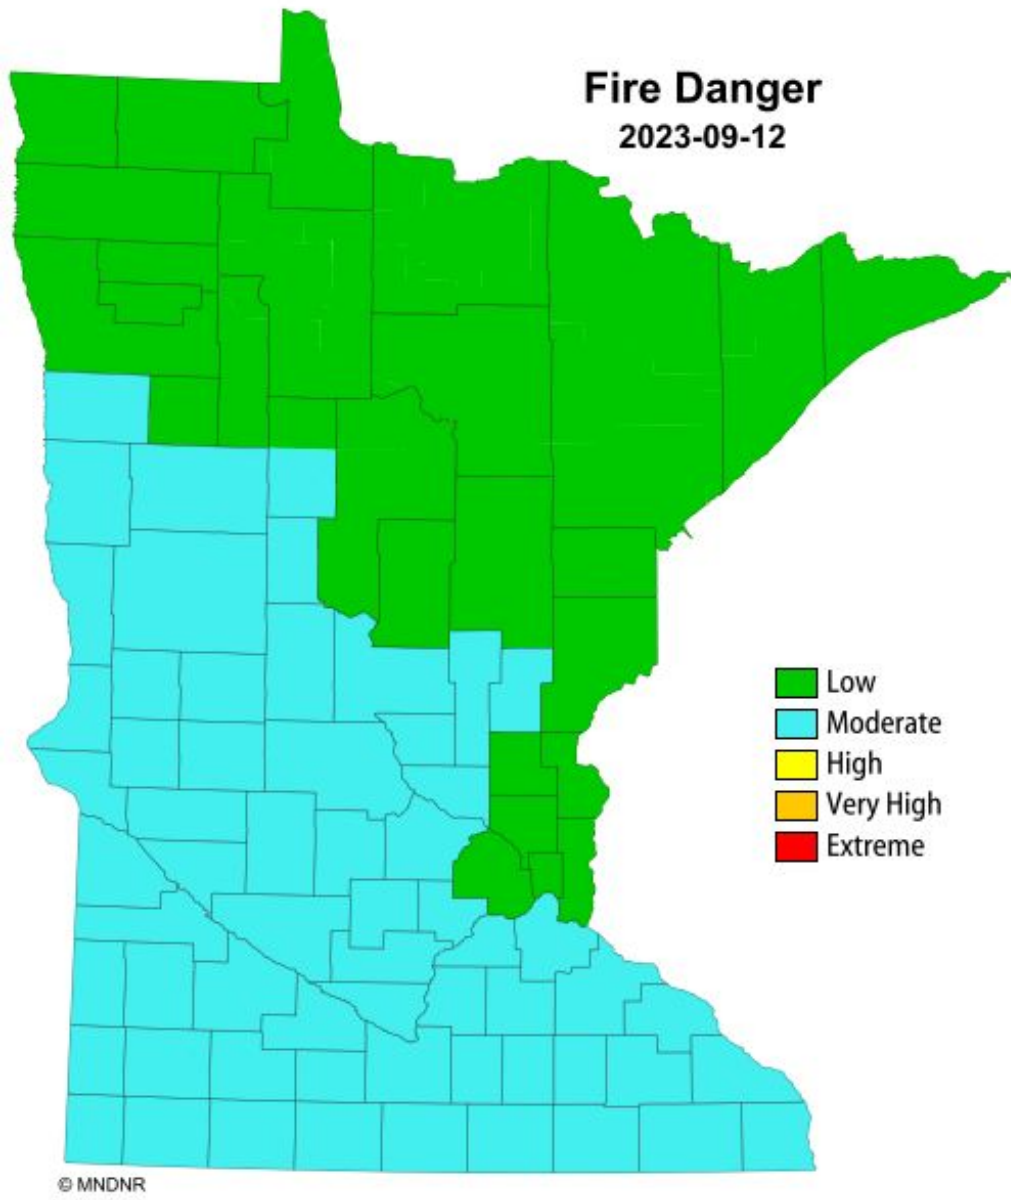 Fire Danger
2023-09-12
Low
Moderate
High
Very High
Extreme
© MNDNR